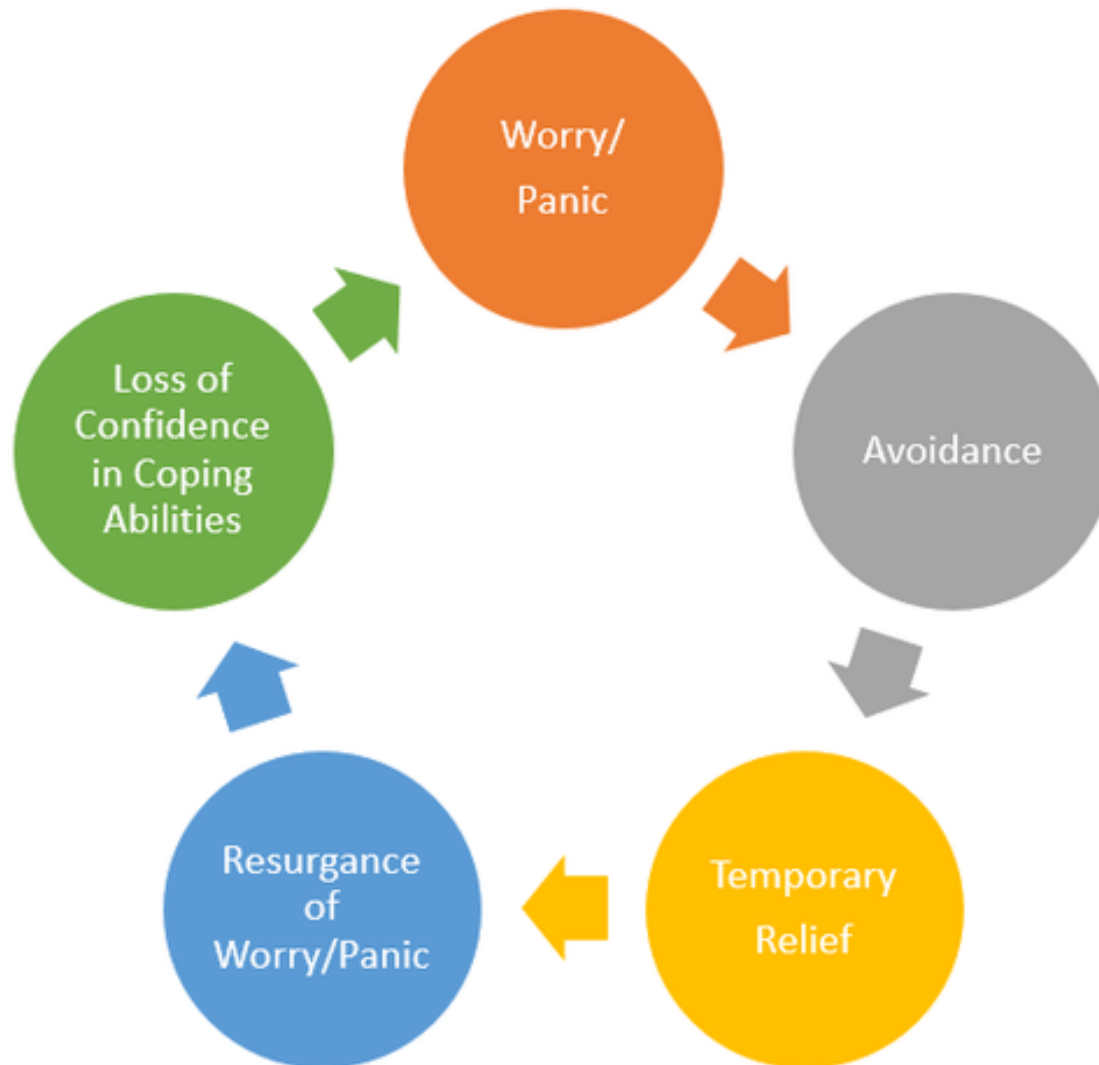 Worry/
Panic
Avoidance
Temporary
Relief
Resurgance
of
Worry/Panic
Loss of
Confidence
in Coping
Abilities